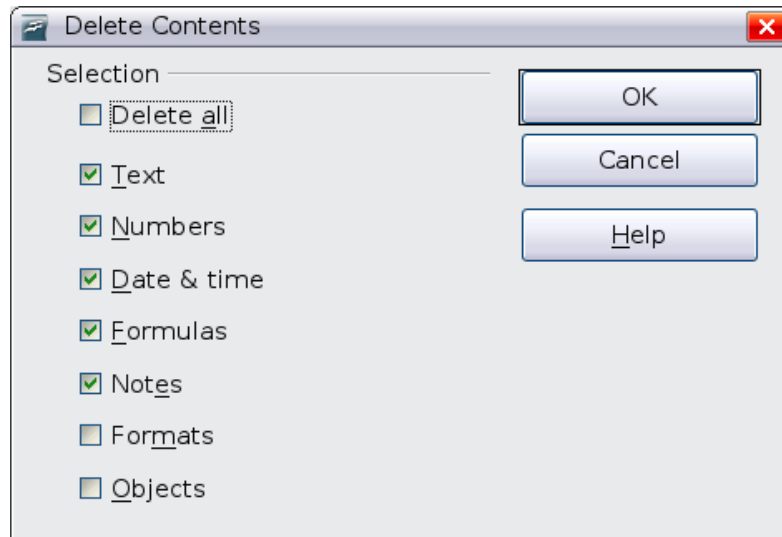 Delete Contents
Selection
Delete all
Text
Numbers
Date & time
Formulas
Notes
Formats
Objects
OK
Cancel
Help